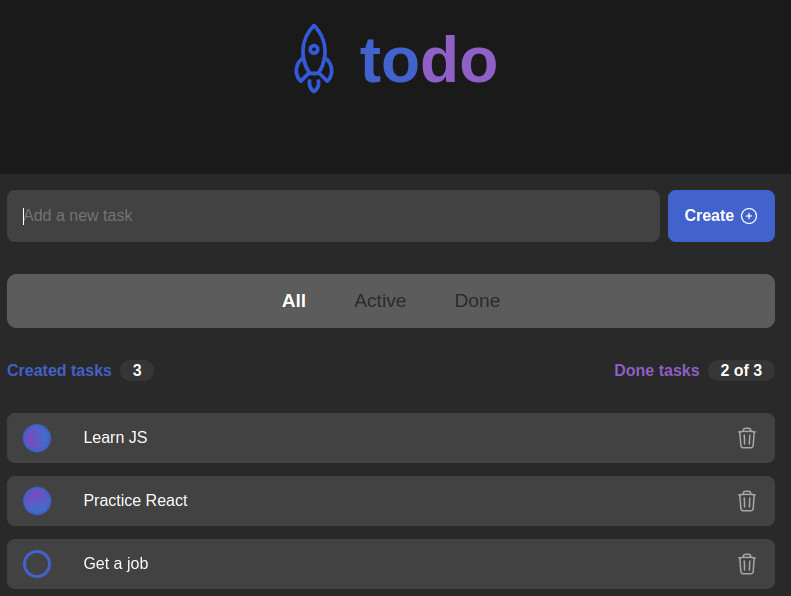 todo
Add a new task
Create
All Active Done
Created tasks 3 Done tasks 2 of 3
Learn JS
Practice React
Get a job